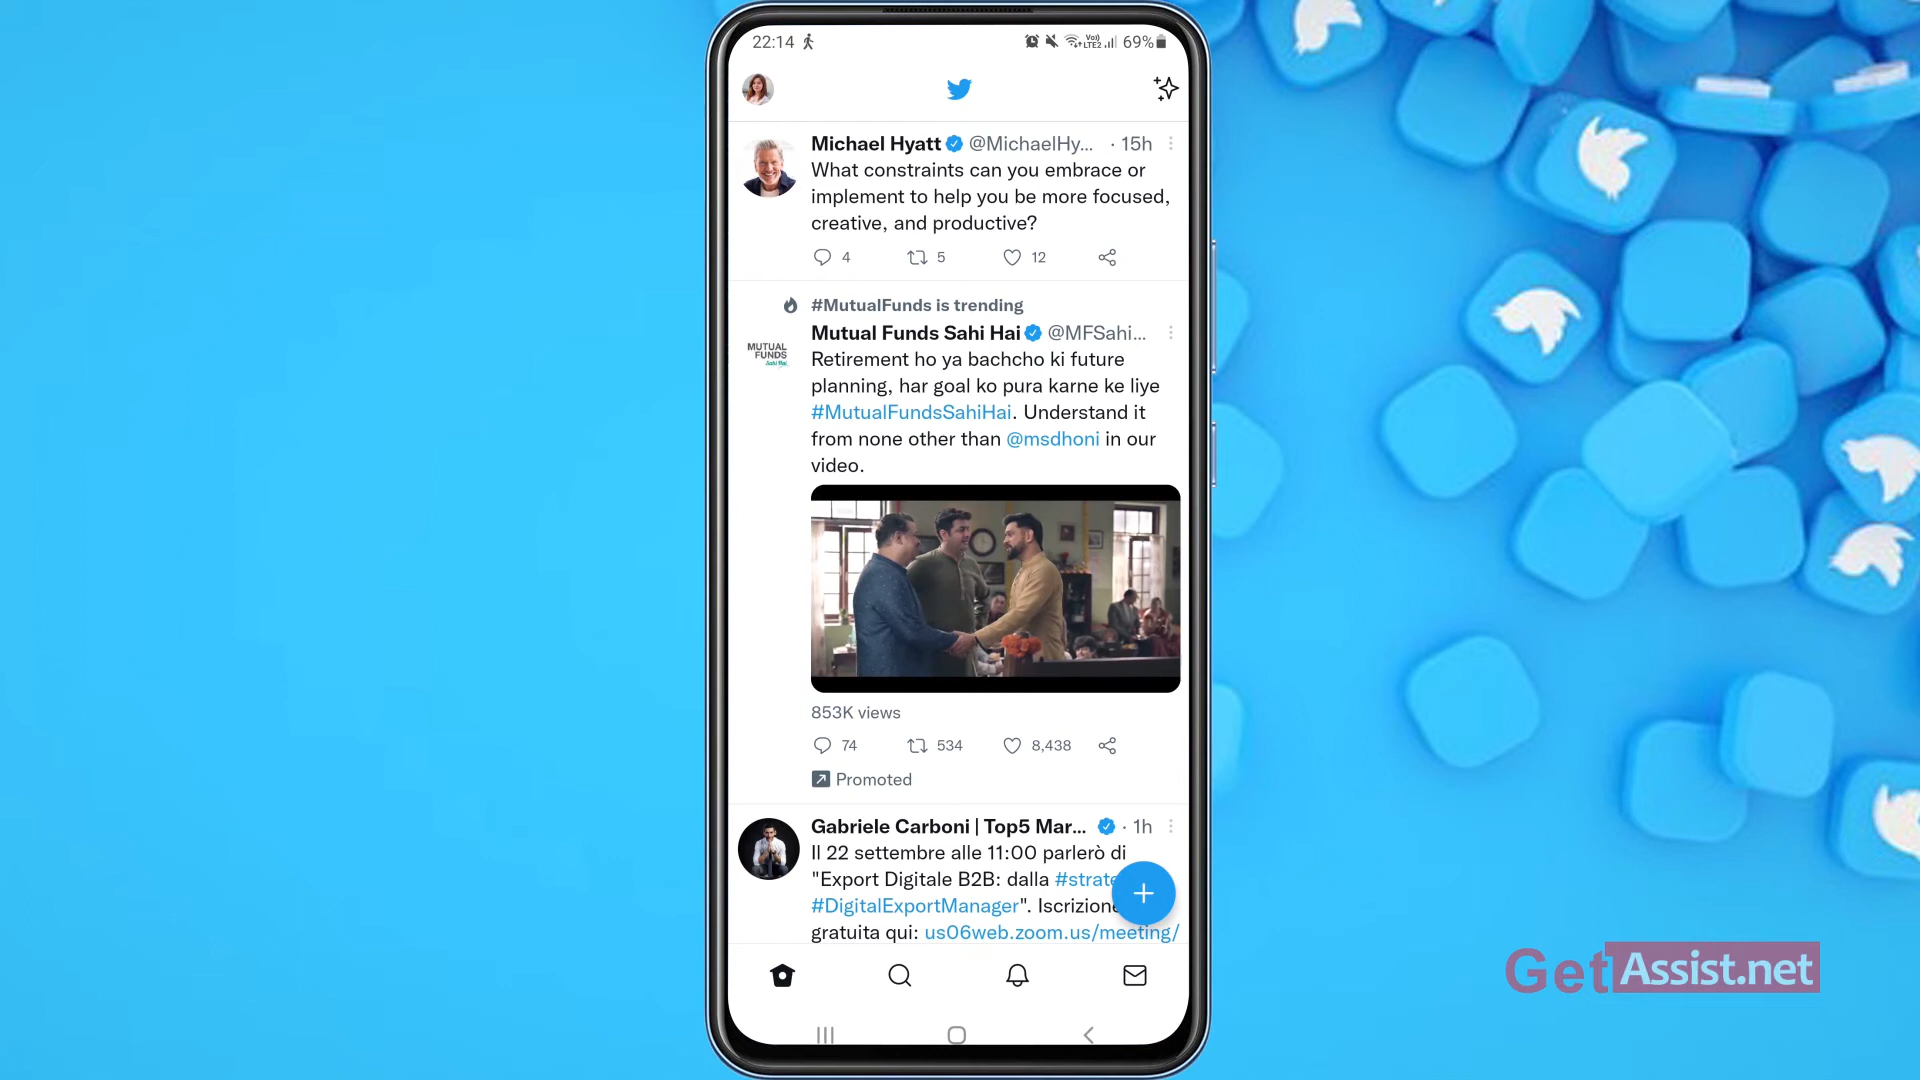 22:14
Vo))
LTE2
69%
Michael Hyatt @MichaelHy... · 15h
What constraints can you embrace or
implement to help you be more focused,
creative, and productive?
4 5 12
#MutualFunds is trending
Mutual Funds Sahi Hai @MFSahi...
MUTUAL
FUNDS
Sahi Hai
Retirement ho ya bachcho ki future
planning, har goal ko pura karne ke liye
#MutualFundsSahiHai. Understand it
from none other than @msdhoni in our
video.
853K views
74 534 8,438
Promoted
Gabriele Carboni | Top5 Mar... · 1h
Il 22 settembre alle 11:00 parlerò di
"Export Digitale B2B: dalla #strate
#DigitalExportManager". Iscrizione
gratuita qui: us06web.zoom.us/meeting/
GetAssist.net